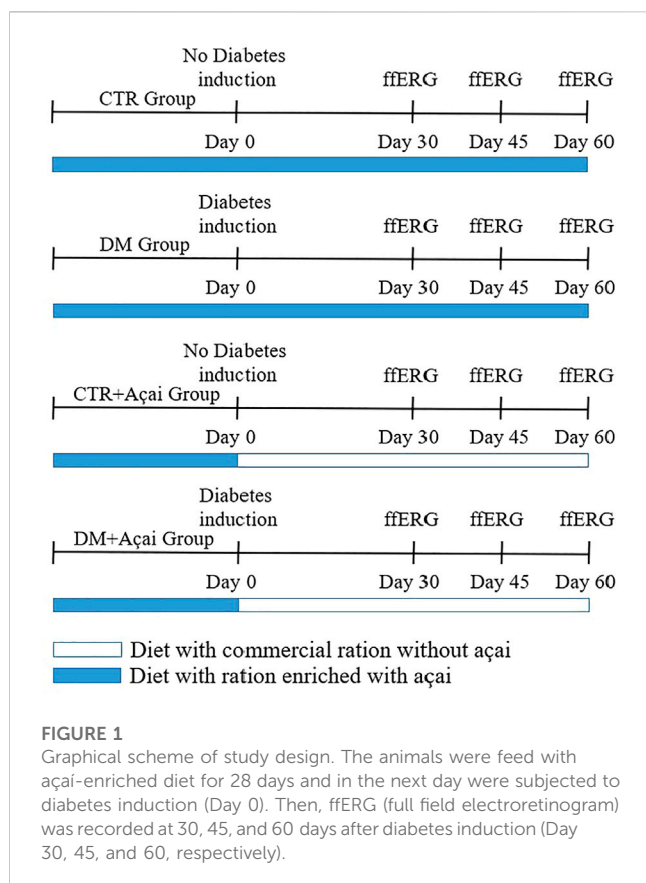 No Diabetes
induction ffERG ffERG ffERG
CTR Group
Day 0 Day 30 Day 45 Day 60
Diabetes
induction ffERG ffERG ffERG
DM Group
Day 0 Day 30 Day 45 Day 60
No Diabetes
induction ffERG ffERG ffERG
CTR+Açai Group
Day 0 Day 30 Day 45 Day 60
Diabetes
induction ffERG ffERG ffERG
DM+Açai Group
Day 0 Day 30 Day 45 Day 60
Diet with commercial ration without açai
Diet with ration enriched with açai
FIGURE 1
Graphical scheme of study design. The animals were feed with
açaí-enriched diet for 28 days and in the next day were subjected to
diabetes induction (Day 0). Then, ffERG (full field electroretinogram)
was recorded at 30, 45, and 60 days after diabetes induction (Day
30, 45, and 60, respectively).